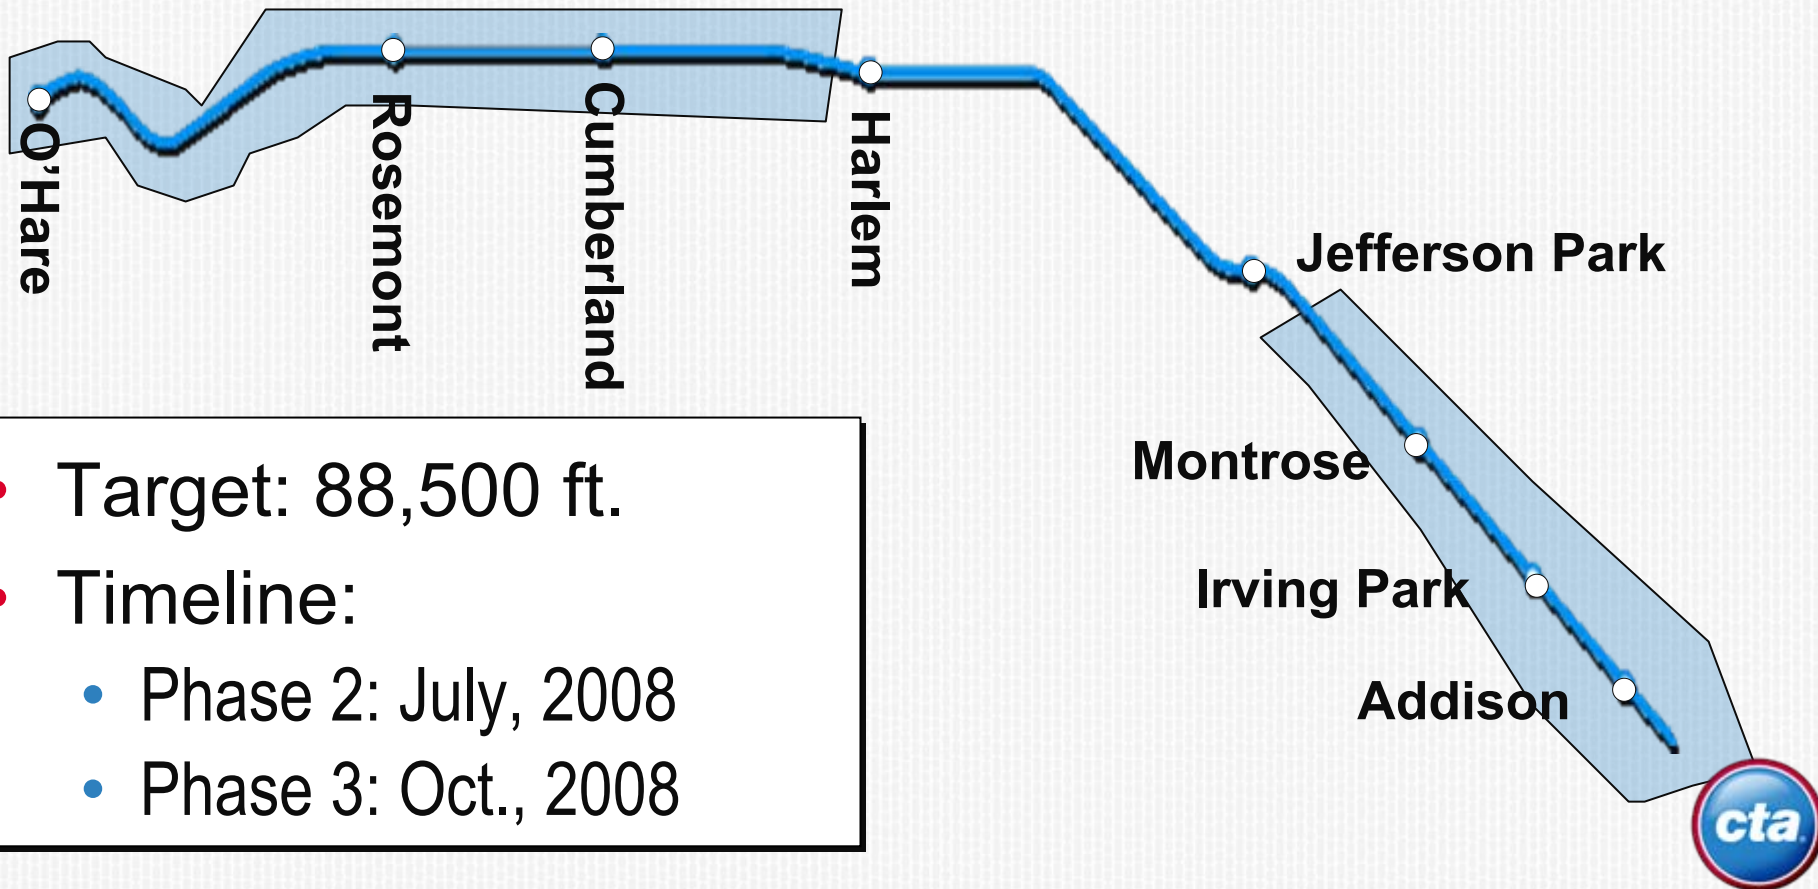 O'Hare
Rosemont
Cumberland
Harlem
Jefferson Park
Montrose
Irving Park
Addison
• Target: 88,500 ft.
• Timeline:
• Phase 2: July, 2008
• Phase 3: Oct., 2008
cta